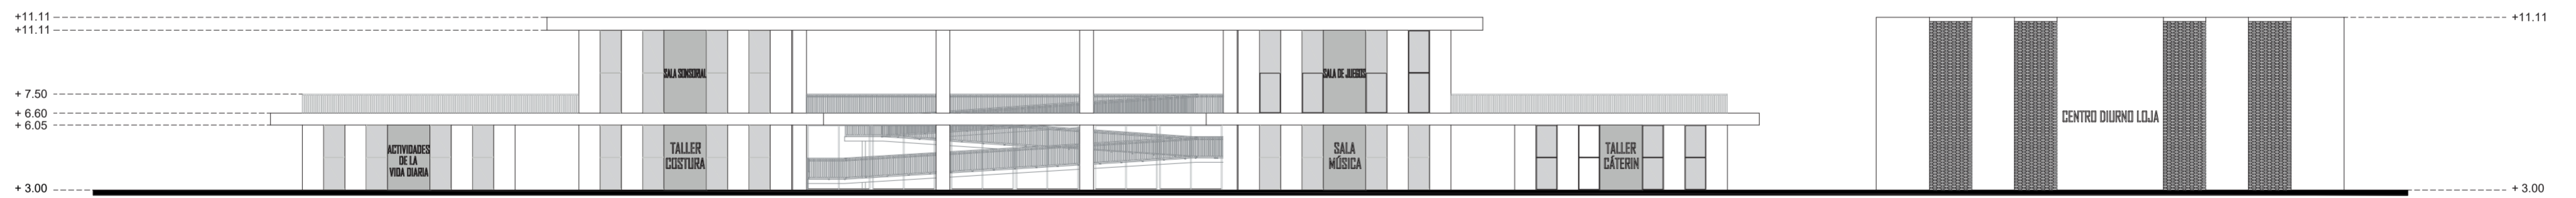 +11.11
+11.11
+ 7.50
+ 6.60
+ 6.05
+ 3.00
SALA SONSORIAL
SALA DE JUEGOS
ACTIVIDADES
DE LA
VIDA DIARIA
TALLER
COSTURA
SALA
MÚSICA
TALLER
CÁTERIN
CENTRO DIURNO LOJA
+11.11
+ 3.00